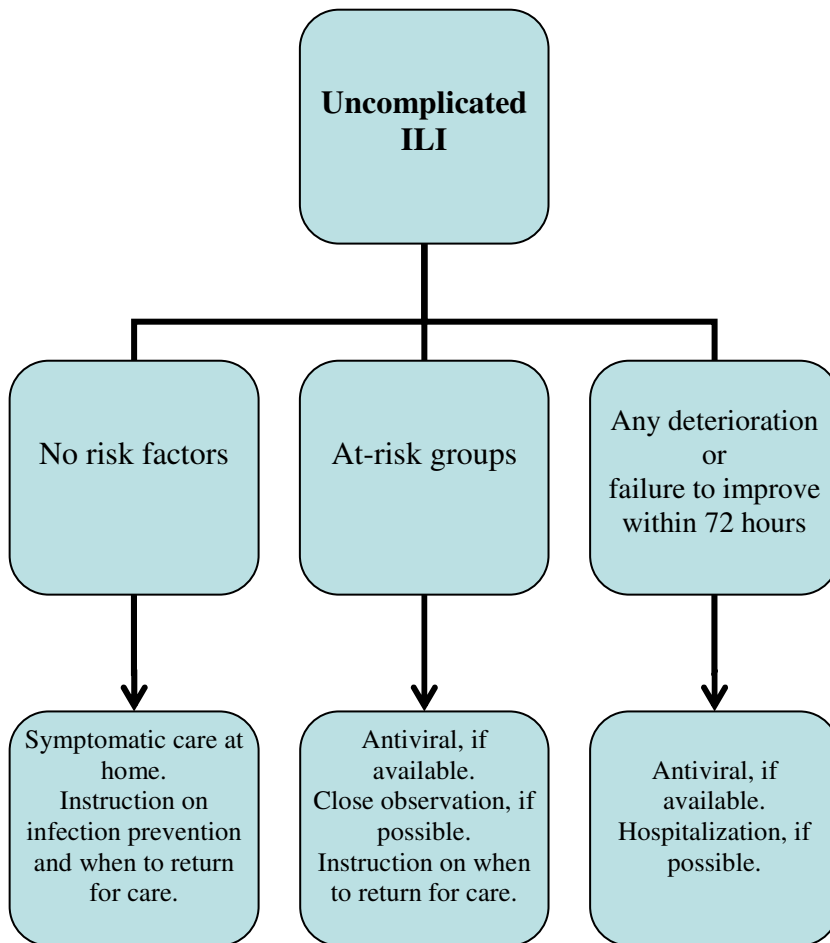 Uncomplicated
ILI
No risk factors
At-risk groups
Any deterioration
or
failure to improve
within 72 hours
Symptomatic care at
home.
Instruction on
infection prevention
and when to return
for care.
Antiviral, if
available.
Close observation, if
possible.
Instruction on when
to return for care.
Antiviral, if
available.
Hospitalization, if
possible.